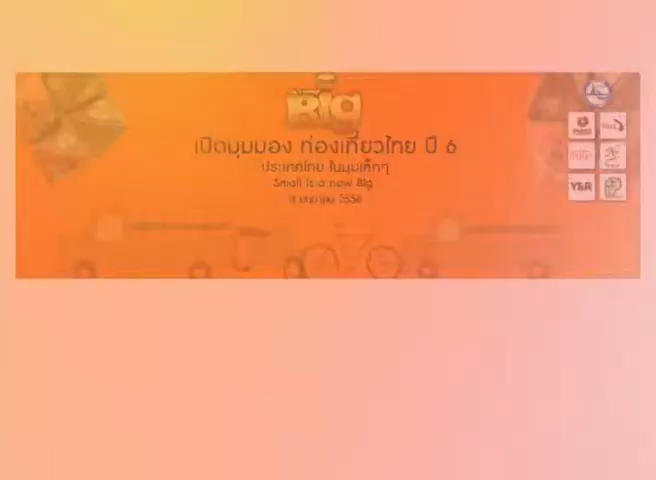 Big
เปิดมุมมอง ท่องเที่ยวไทย ปี 6
ประเทศไทย ในมุมเล็กๆ
Small is a new Big
2556
Y&R